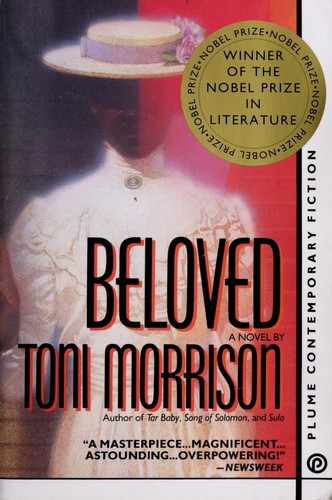 NOBEL PRIZE•NOBEL PRIZE•NOBEL PRIZE•NOBEL PRIZE•NOBEL PRIZE•
WINNER
OF THE
NOBEL PRIZE
IN
LITERATURE
PLUME CONTEMPORARY FICTION
BELOVED
A NOVEL BY
TONI MORRISON
Author of Tar Baby, Song of Solomon, and Sula
"A MASTERPIECE...MAGNIFICENT...
ASTOUNDING...OVERPOWERING!"
—NEWSWEEK